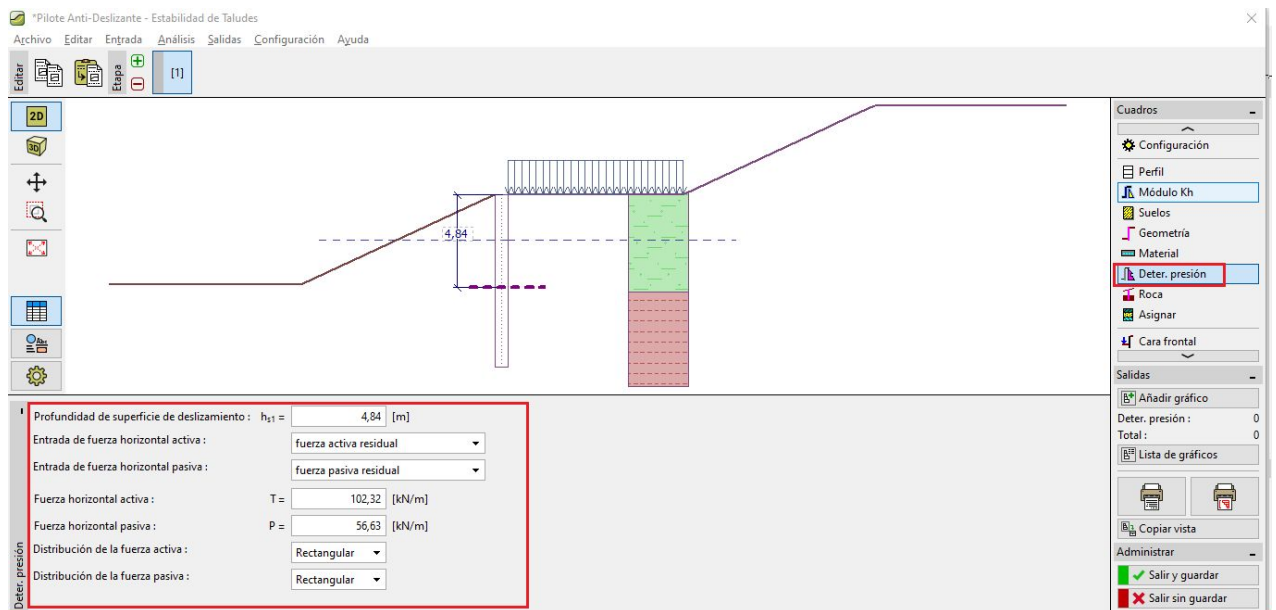 *Pilote Anti-Deslizante - Estabilidad de Taludes
Archivo Editar Entrada Análisis Salidas Configuración Ayuda
Editar
Etapa
[1]
2D
3D
4,84
Cuadros
Configuración
Perfil
Módulo Kh
Suelos
Geometría
Material
Deter. presión
Roca
Asignar
Cara frontal
Salidas
Añadir gráfico
Deter. presión : 0
Total : 0
Lista de gráficos
Copiar vista
Administrar
Salir y guardar
Salir sin guardar
Deter. presión
Profundidad de superficie de deslizamiento : hs1 = 4,84 [m]
Entrada de fuerza horizontal activa : fuerza activa residual
Entrada de fuerza horizontal pasiva : fuerza pasiva residual
Fuerza horizontal activa : T = 102,32 [kN/m]
Fuerza horizontal pasiva : P = 56,63 [kN/m]
Distribución de la fuerza activa : Rectangular
Distribución de la fuerza pasiva : Rectangular